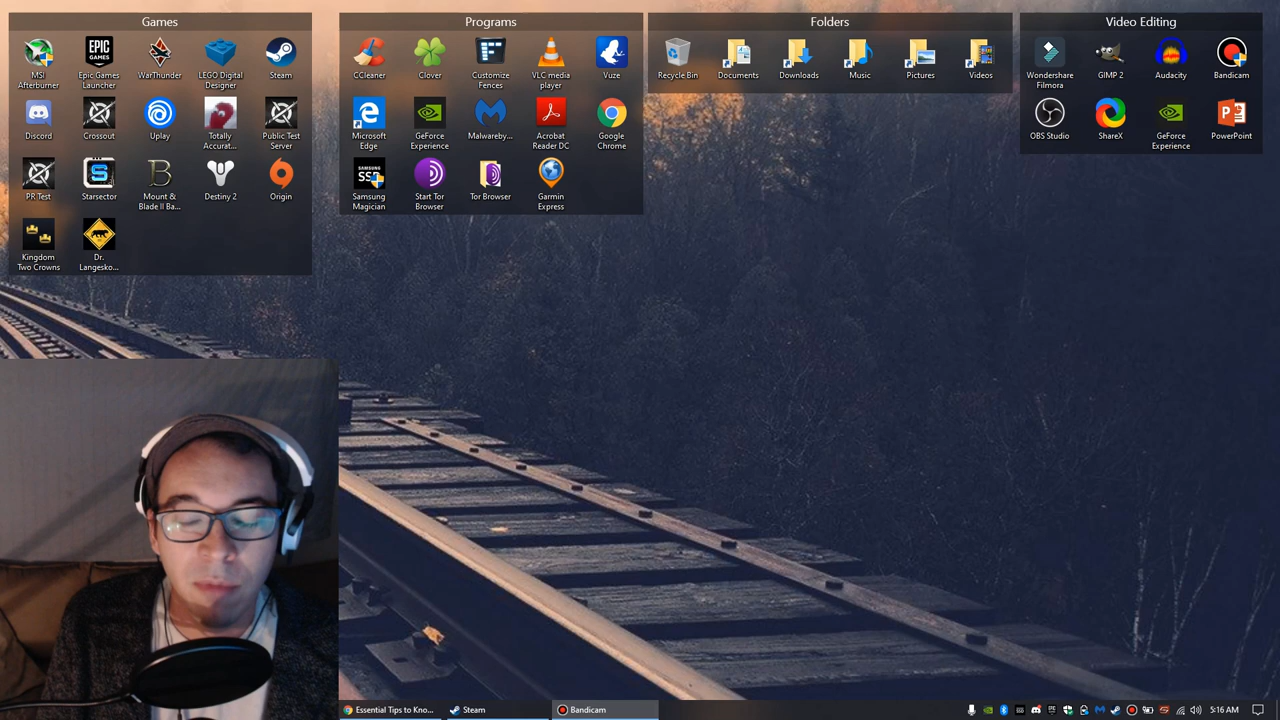 Games
MSI Afterburner
Epic Games Launcher
WarThunder
LEGO Digital Designer
Steam
Discord
Crossout
Uplay
Totally Accurat...
Public Test Server
PR Test
Starsector
Mount & Blade II Ba...
Destiny 2
Origin
Kingdom Two Crowns
Dr. Langesko...
Programs
CCleaner
Clover
Customize Fences
VLC media player
Vuze
Microsoft Edge
GeForce Experience
Malwareby...
Acrobat Reader DC
Google Chrome
Samsung Magician
Start Tor Browser
Tor Browser
Garmin Express
Folders
Recycle Bin
Documents
Downloads
Music
Pictures
Videos
Video Editing
Wondershare Filmora
GIMP 2
Audacity
Bandicam
OBS Studio
ShareX
GeForce Experience
PowerPoint
EPIC GAMES
SAMSUNG SSD
Essential Tips to Kno...
Steam
Bandicam
5:16 AM